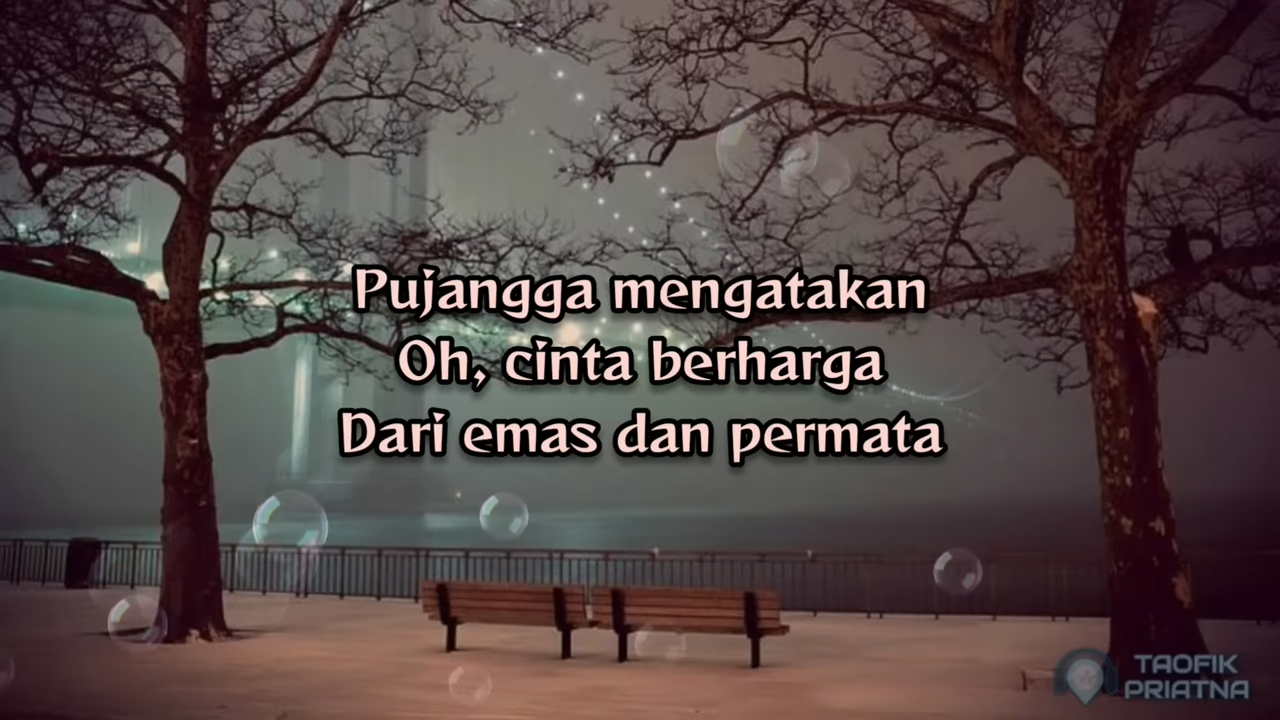 Pujangga mengatakan
Oh, cinta berharga
Dari emas dan permata
TAOFIK
PRIATNA